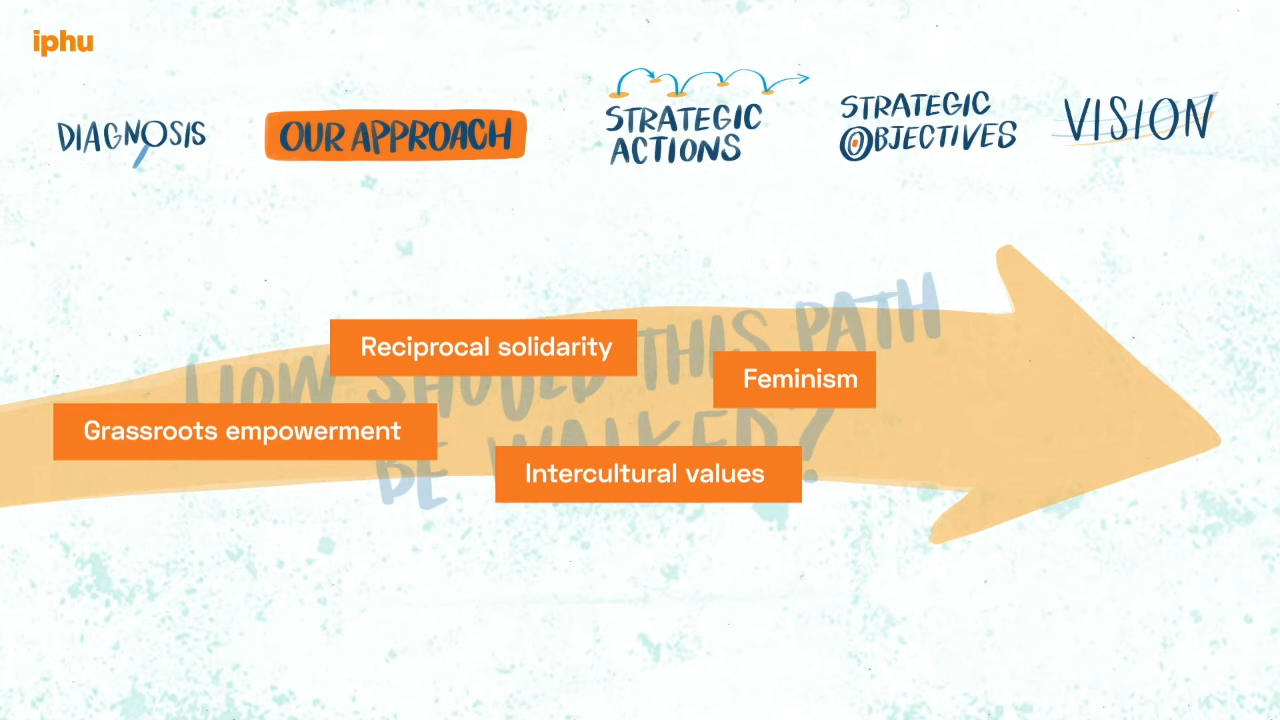 iphu
DIAGNOSIS
OUR APPROACH
STRATEGIC
ACTIONS
STRATEGIC
OBJECTIVES
VISION
HOW SHOULD THIS PATH
BE WALKED?
Reciprocal solidarity
Feminism
Grassroots empowerment
Intercultural values